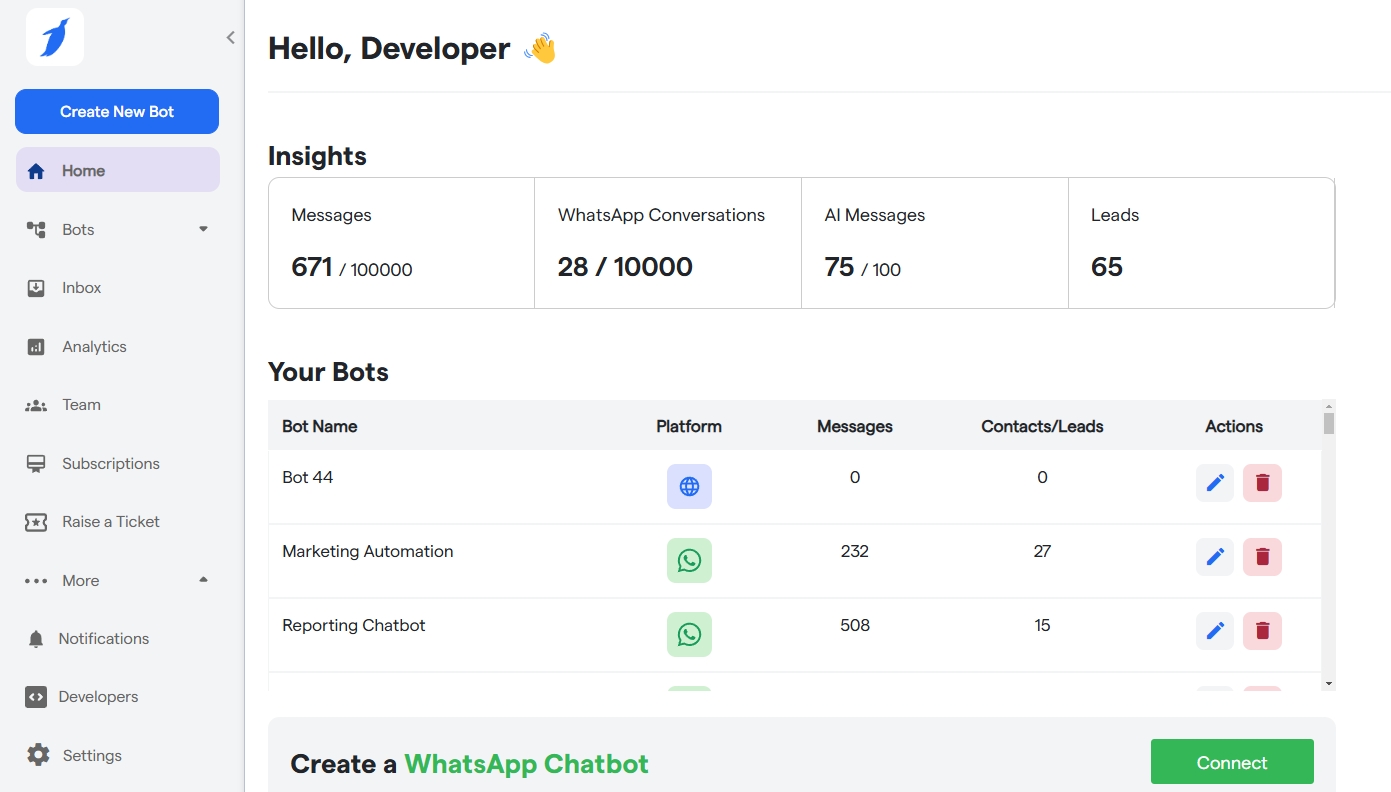 Hello, Developer 👋
Create New Bot
Home
Bots
Inbox
Analytics
Team
Subscriptions
Raise a Ticket
More
Notifications
Developers
Settings
Insights
Messages
671 / 100000
WhatsApp Conversations
28 / 10000
AI Messages
75 / 100
Leads
65
Your Bots
Bot Name Platform Messages Contacts/Leads Actions
Bot 44 0 0
Marketing Automation 232 27
Reporting Chatbot 508 15
Create a WhatsApp Chatbot
Connect